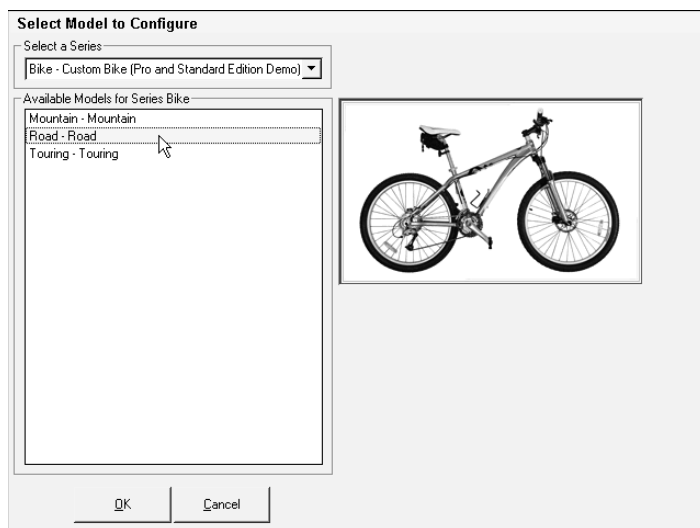 Select Model to Configure
Select a Series
Bike - Custom Bike (Pro and Standard Edition Demo)
Available Models for Series Bike
Mountain - Mountain
Road - Road
Touring - Touring
OK
Cancel